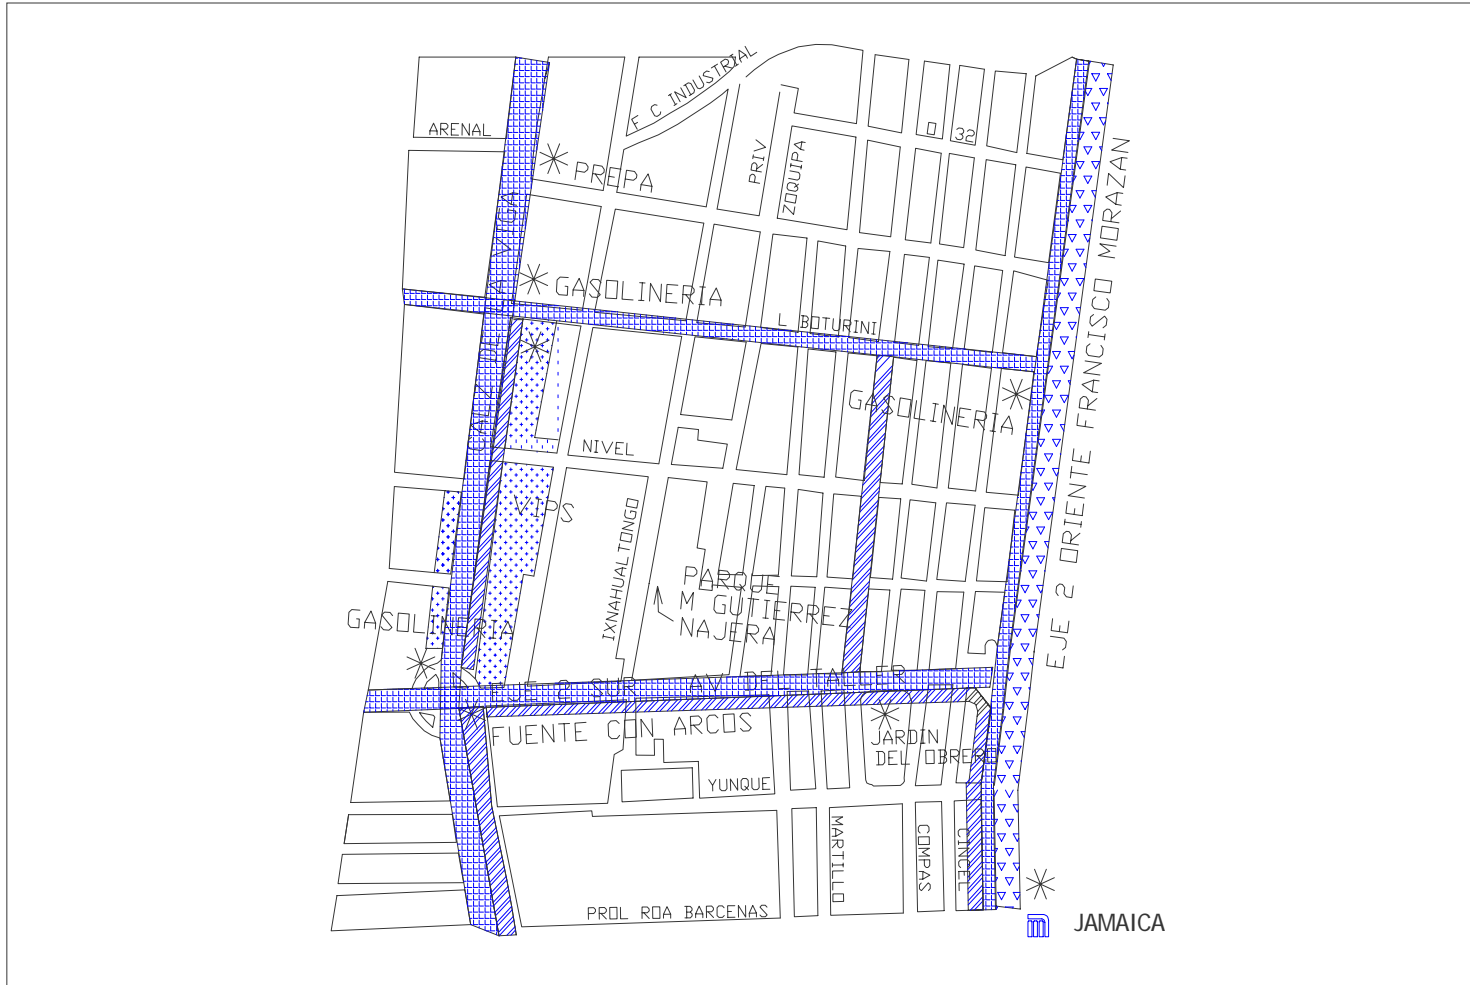 F C INDUSTRIAL
ARENAL
32
PREPA
PRIV
ZOQUIPA
EJE 2 ORIENTE FRANCISCO MORAZAN
GASOLINERIA
L BOTURINI
GASOLINERIA
NIVEL
VIPS
IXNAHUALTONGO
PARQUE
M GUTIERREZ
NAJERA
GASOLINERIA
EJE 2 SUR AV DEL TALLER
FUENTE CON ARCOS
JARDIN
DEL OBRERO
YUNQUE
MARTILLO
COMPAS
CINCEL
PROL ROA BARCENAS
JAMAICA